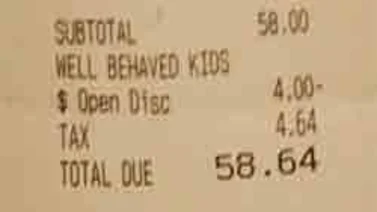 SUBTOTAL 58.00
WELL BEHAVED KIDS
$ Open Disc 4.00-
TAX 4.64
TOTAL DUE 58.64